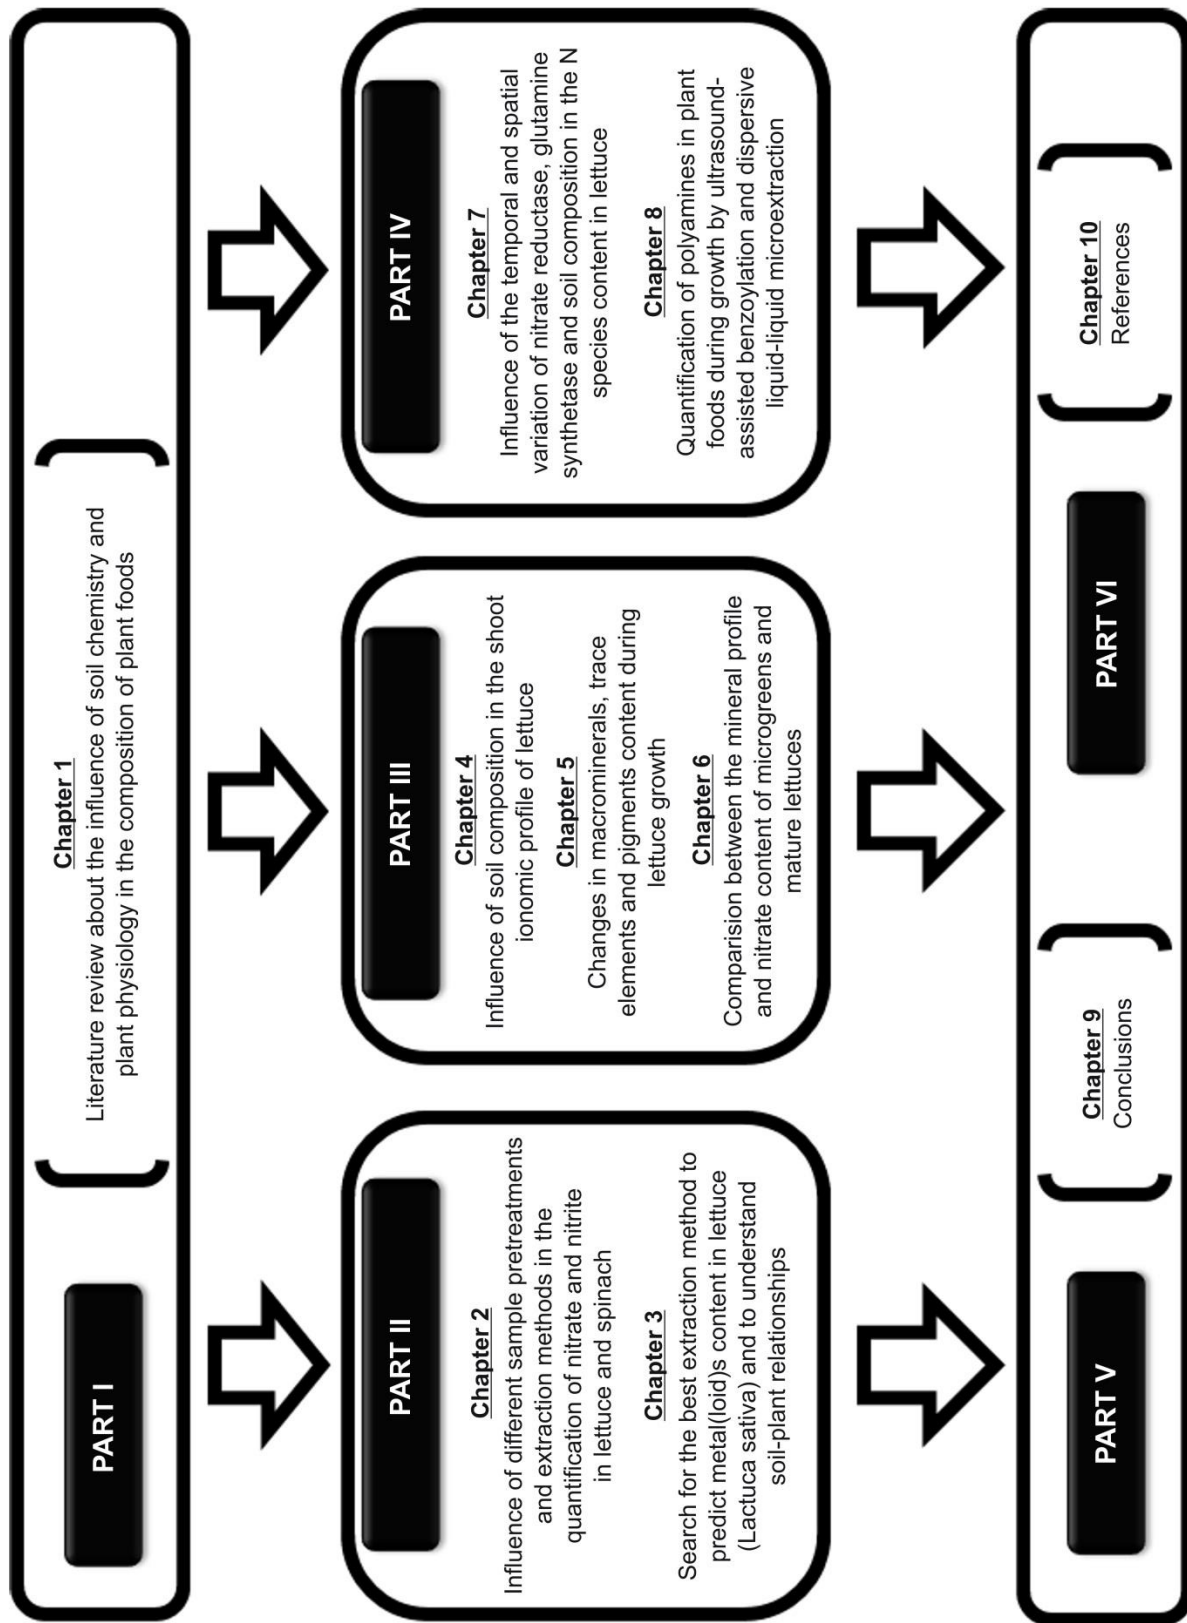 PART I
Chapter 1
Literature review about the influence of soil chemistry and
plant physiology in the composition of plant foods
PART II
Chapter 2
Influence of different sample pretreatments
and extraction methods in the
quantification of nitrate and nitrite
in lettuce and spinach
Chapter 3
Search for the best extraction method to
predict metal(loid)s content in lettuce
(Lactuca sativa) and to understand
soil-plant relationships
PART III
Chapter 4
Influence of soil composition in the shoot
ionomic profile of lettuce
Chapter 5
Changes in macrominerals, trace
elements and pigments content during
lettuce growth
Chapter 6
Comparision between the mineral profile
and nitrate content of microgreens and
mature lettuces
PART IV
Chapter 7
Influence of the temporal and spatial
variation of nitrate reductase, glutamine
synthetase and soil composition in the N
species content in lettuce
Chapter 8
Quantification of polyamines in plant
foods during growth by ultrasound-
assisted benzoylation and dispersive
liquid-liquid microextraction
PART V
Chapter 9
Conclusions
PART VI
Chapter 10
References